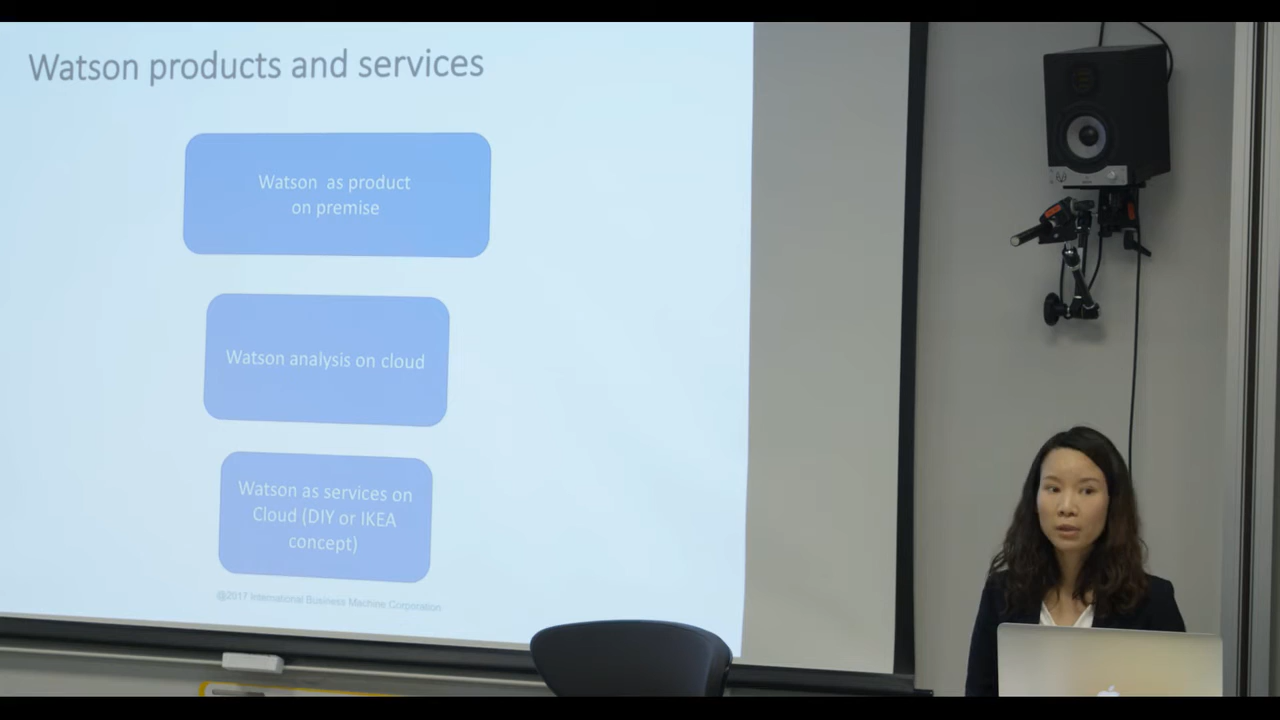 Watson products and services
Watson as product
on premise
Watson analysis on cloud
Watson as services on
Cloud (DIY or IKEA
concept)
@2017 International Business Machine Corporation